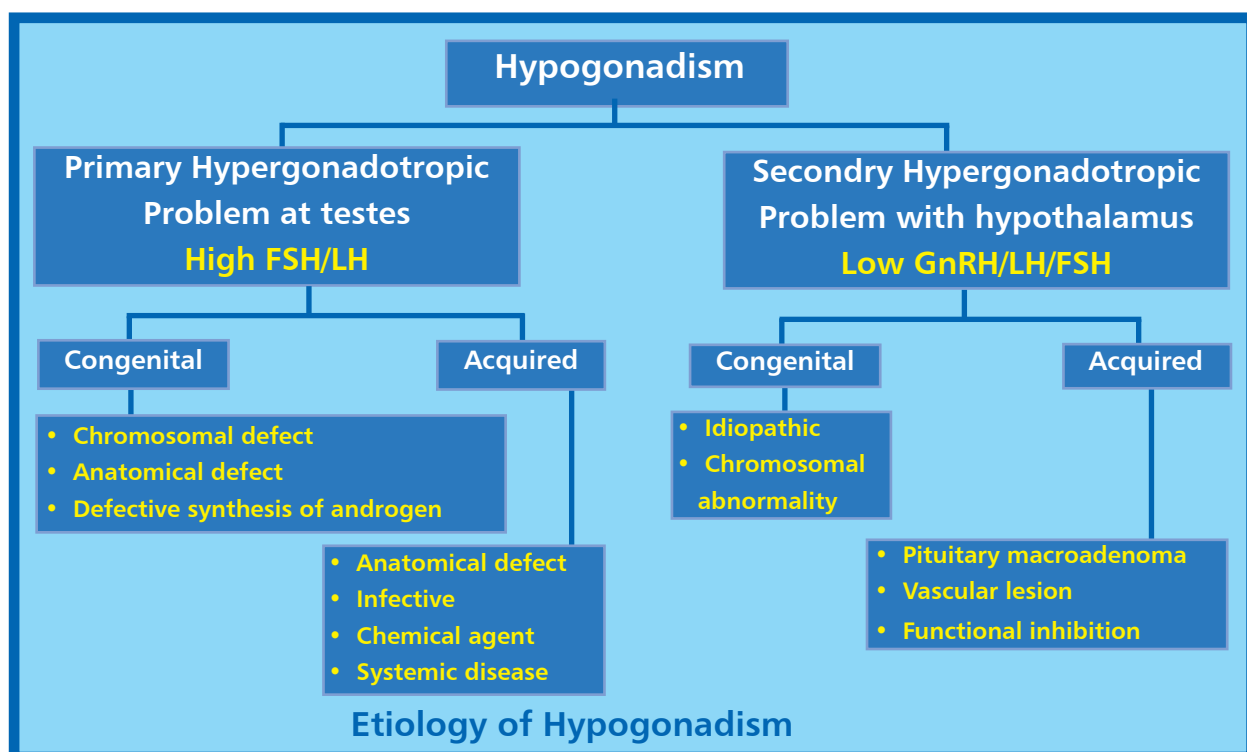 Hypogonadism
Primary Hypergonadotropic
Problem at testes
High FSH/LH
Secondry Hypergonadotropic
Problem with hypothalamus
Low GnRH/LH/FSH
Congenital
Acquired
Congenital
Acquired
• Chromosomal defect
• Anatomical defect
• Defective synthesis of androgen
• Anatomical defect
• Infective
• Chemical agent
• Systemic disease
• Idiopathic
• Chromosomal
abnormality
• Pituitary macroadenoma
• Vascular lesion
• Functional inhibition
Etiology of Hypogonadism